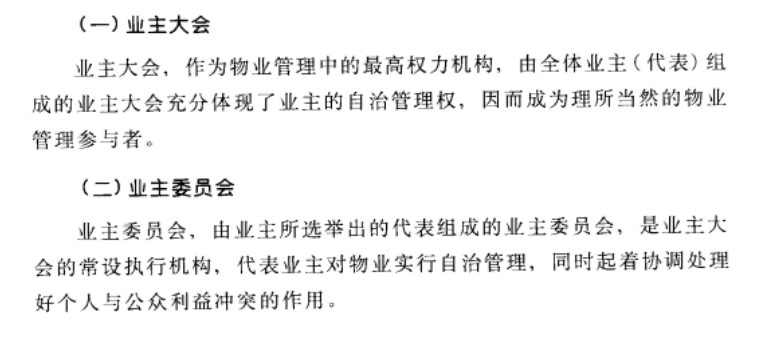 （一）业主大会
业主大会，作为物业管理中的最高权力机构，由全体业主（代表）组
成的业主大会充分体现了业主的自治管理权，因而成为理所当然的物业
管理参与者。
（二）业主委员会
业主委员会，由业主所选举出的代表组成的业主委员会，是业主大
会的常设执行机构，代表业主对物业实行自治管理，同时起着协调处理
好个人与公众利益冲突的作用。